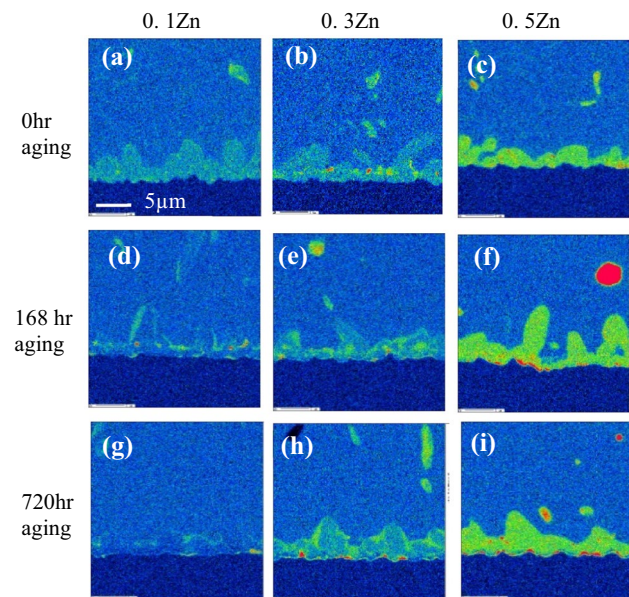 0. 1Zn 0. 3Zn 0. 5Zn
(a) (b) (c)
0hr
aging
5μm
(d) (e) (f)
168 hr
aging
(g) (h) (i)
720hr
aging